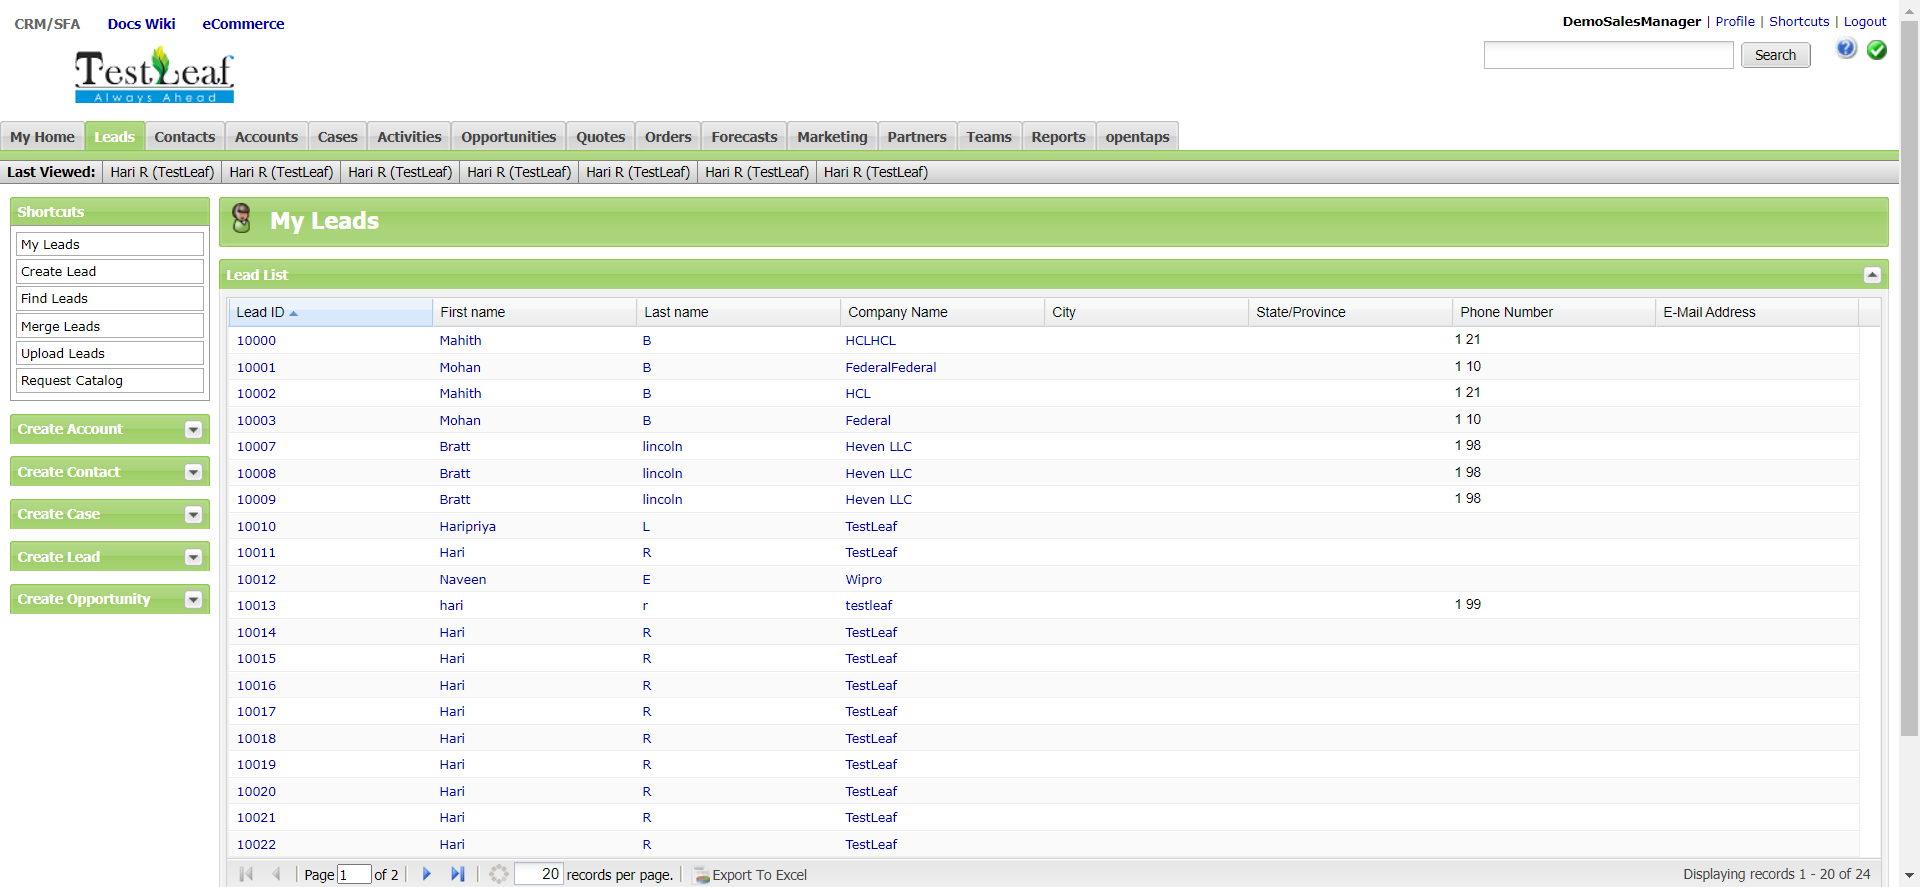 CRM/SFA Docs Wiki eCommerce
DemoSalesManager | Profile | Shortcuts | Logout
TestLeaf
Always Ahead
Search
My Home Leads Contacts Accounts Cases Activities Opportunities Quotes Orders Forecasts Marketing Partners Teams Reports opentaps
Last Viewed: Hari R (TestLeaf) Hari R (TestLeaf) Hari R (TestLeaf) Hari R (TestLeaf) Hari R (TestLeaf) Hari R (TestLeaf) Hari R (TestLeaf)
Shortcuts
My Leads
Create Lead
Find Leads
Merge Leads
Upload Leads
Request Catalog
Create Account
Create Contact
Create Case
Create Lead
Create Opportunity
My Leads
Lead List
Lead ID First name Last name Company Name City State/Province Phone Number E-Mail Address
10000 Mahith B HCLHCL 1 21
10001 Mohan B FederalFederal 1 10
10002 Mahith B HCL 1 21
10003 Mohan B Federal 1 10
10007 Bratt lincoln Heven LLC 1 98
10008 Bratt lincoln Heven LLC 1 98
10009 Bratt lincoln Heven LLC 1 98
10010 Haripriya L TestLeaf
10011 Hari R TestLeaf
10012 Naveen E Wipro
10013 hari r testleaf 1 99
10014 Hari R TestLeaf
10015 Hari R TestLeaf
10016 Hari R TestLeaf
10017 Hari R TestLeaf
10018 Hari R TestLeaf
10019 Hari R TestLeaf
10020 Hari R TestLeaf
10021 Hari R TestLeaf
10022 Hari R TestLeaf
Page 1 of 2 20 records per page. Export To Excel Displaying records 1 - 20 of 24